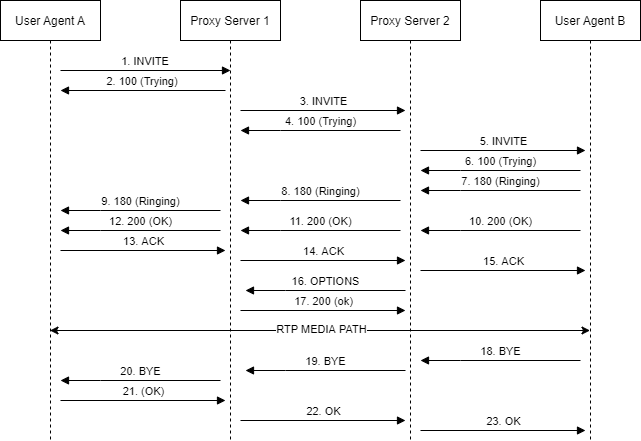 User Agent A
Proxy Server 1
Proxy Server 2
User Agent B
1. INVITE
2. 100 (Trying)
3. INVITE
4. 100 (Trying)
5. INVITE
6. 100 (Trying)
7. 180 (Ringing)
8. 180 (Ringing)
9. 180 (Ringing)
10. 200 (OK)
11. 200 (OK)
12. 200 (OK)
13. ACK
14. ACK
15. ACK
16. OPTIONS
17. 200 (ok)
RTP MEDIA PATH
18. BYE
19. BYE
20. BYE
21. (OK)
22. OK
23. OK